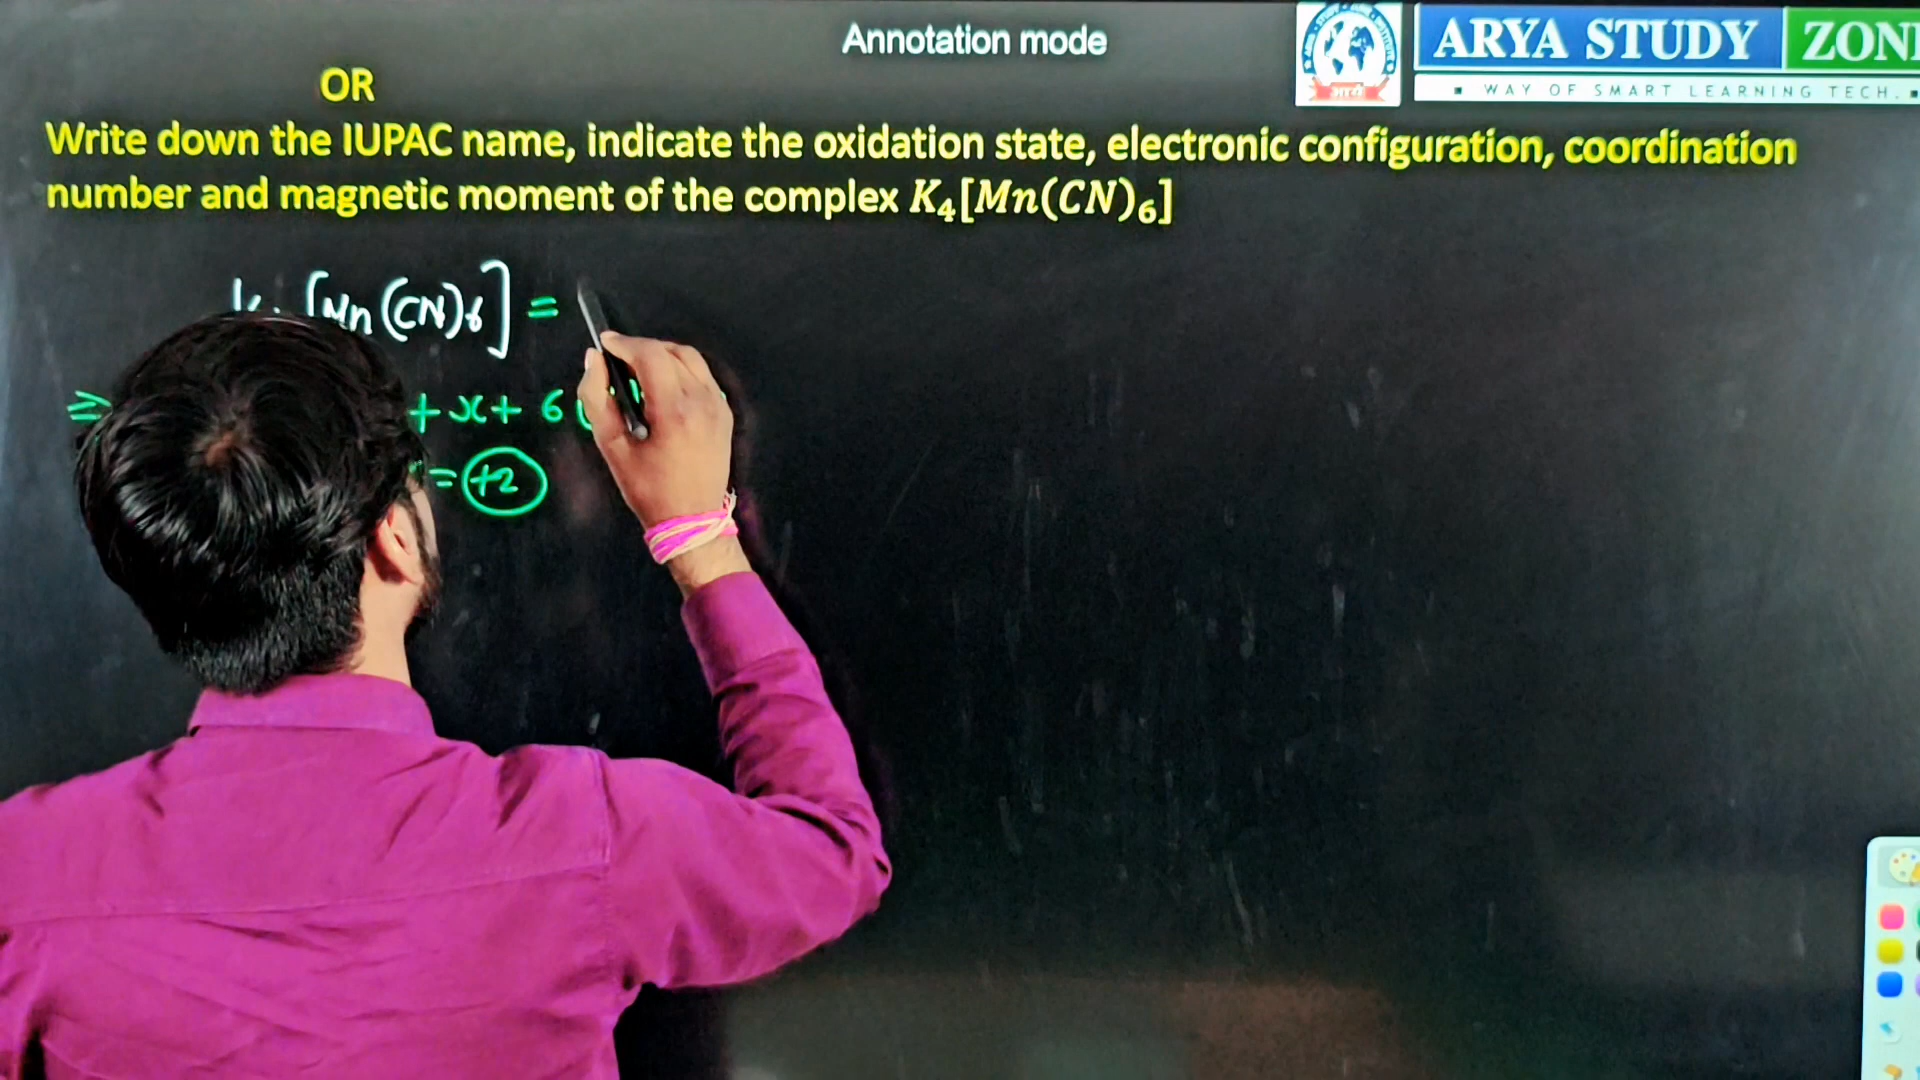 Annotation mode
ARYA STUDY ZON
WAY OF SMART LEARNING TECH.
OR
Write down the IUPAC name, indicate the oxidation state, electronic configuration, coordination
number and magnetic moment of the complex K₄[Mn(CN)₆]
[Mn(CN)6] =
+ x + 6
= +2